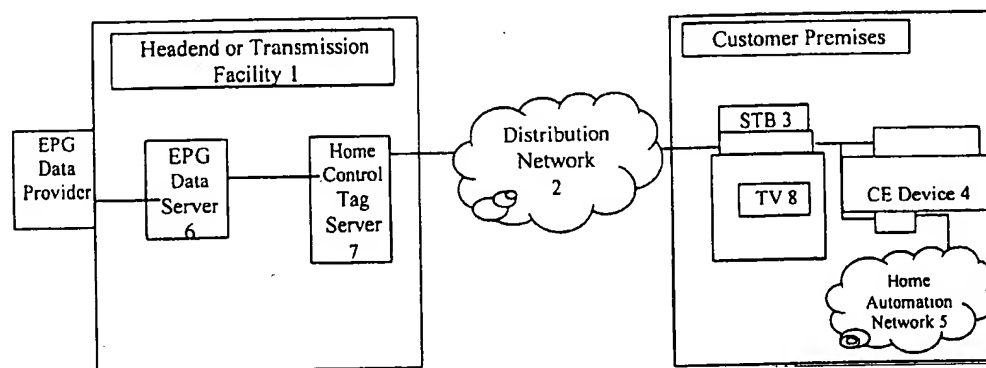 Headend or Transmission
Facility 1
Customer Premises
EPG
Data
Provider
EPG
Data
Server
6
Home
Control
Tag
Server
7
Distribution
Network
2
STB 3
TV 8
CE Device 4
Home
Automation
Network 5